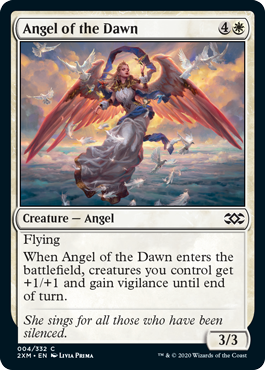 Angel of the Dawn 4
Creature — Angel
Flying
When Angel of the Dawn enters the
battlefield, creatures you control get
+1/+1 and gain vigilance until end
of turn.
She sings for all those who have been
silenced.
3/3
004/332 C
2XM • EN LIVIA PRIMA
™ & © 2020 Wizards of the Coast